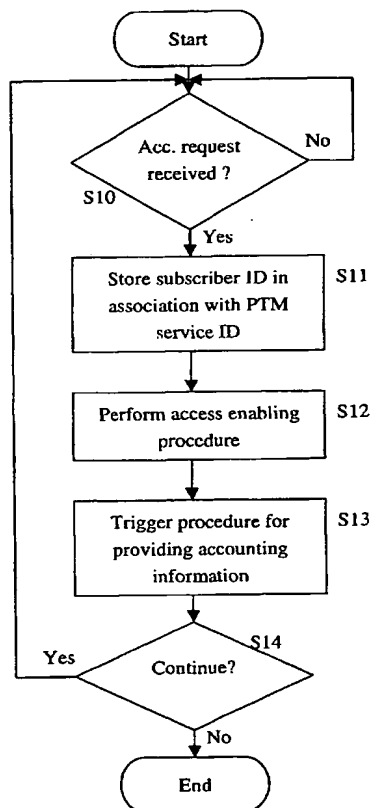 Start
Acc. request
received ?
No
S10
Yes
Store subscriber ID in
association with PTM
service ID
S11
Perform access enabling
procedure
S12
Trigger procedure for
providing accounting
information
S13
Yes
Continue?
S14
No
End